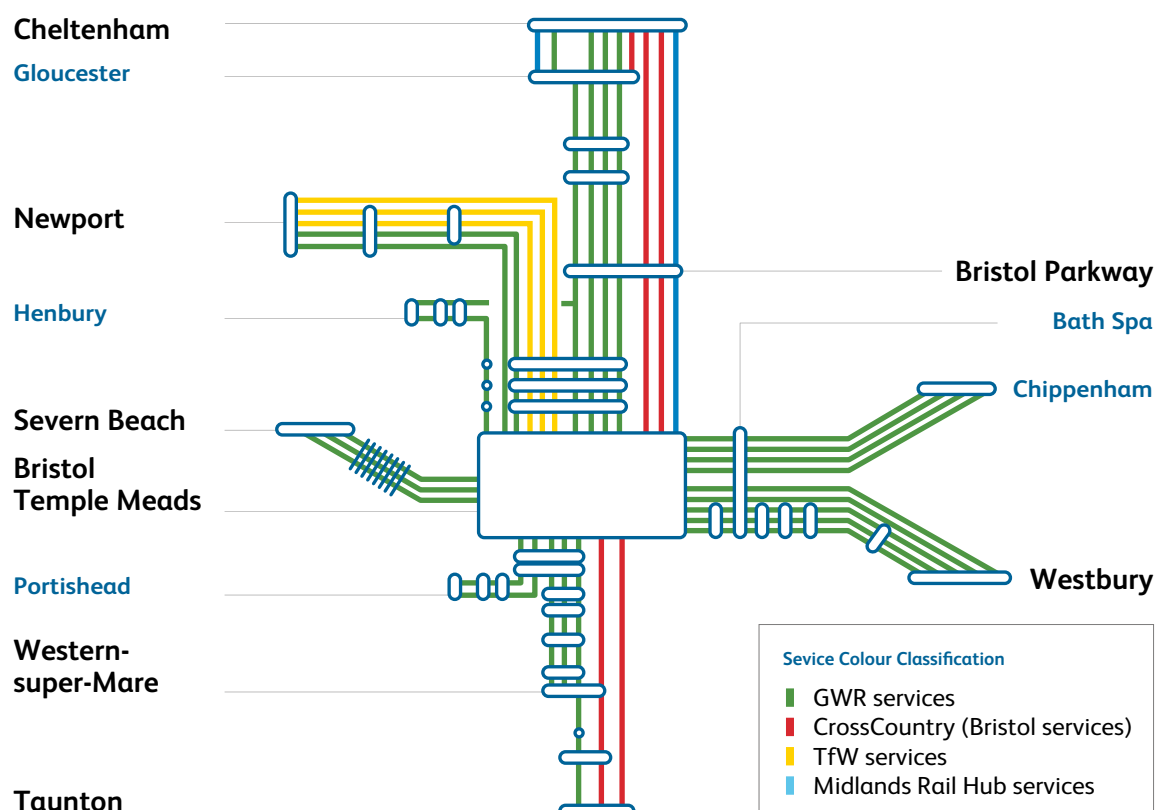 Cheltenham
Gloucester
Newport
Bristol Parkway
Henbury
Bath Spa
Chippenham
Severn Beach
Bristol
Temple Meads
Portishead
Westbury
Western-
super-Mare
Sevice Colour Classification
GWR services
CrossCountry (Bristol services)
TfW services
Midlands Rail Hub services
Taunton